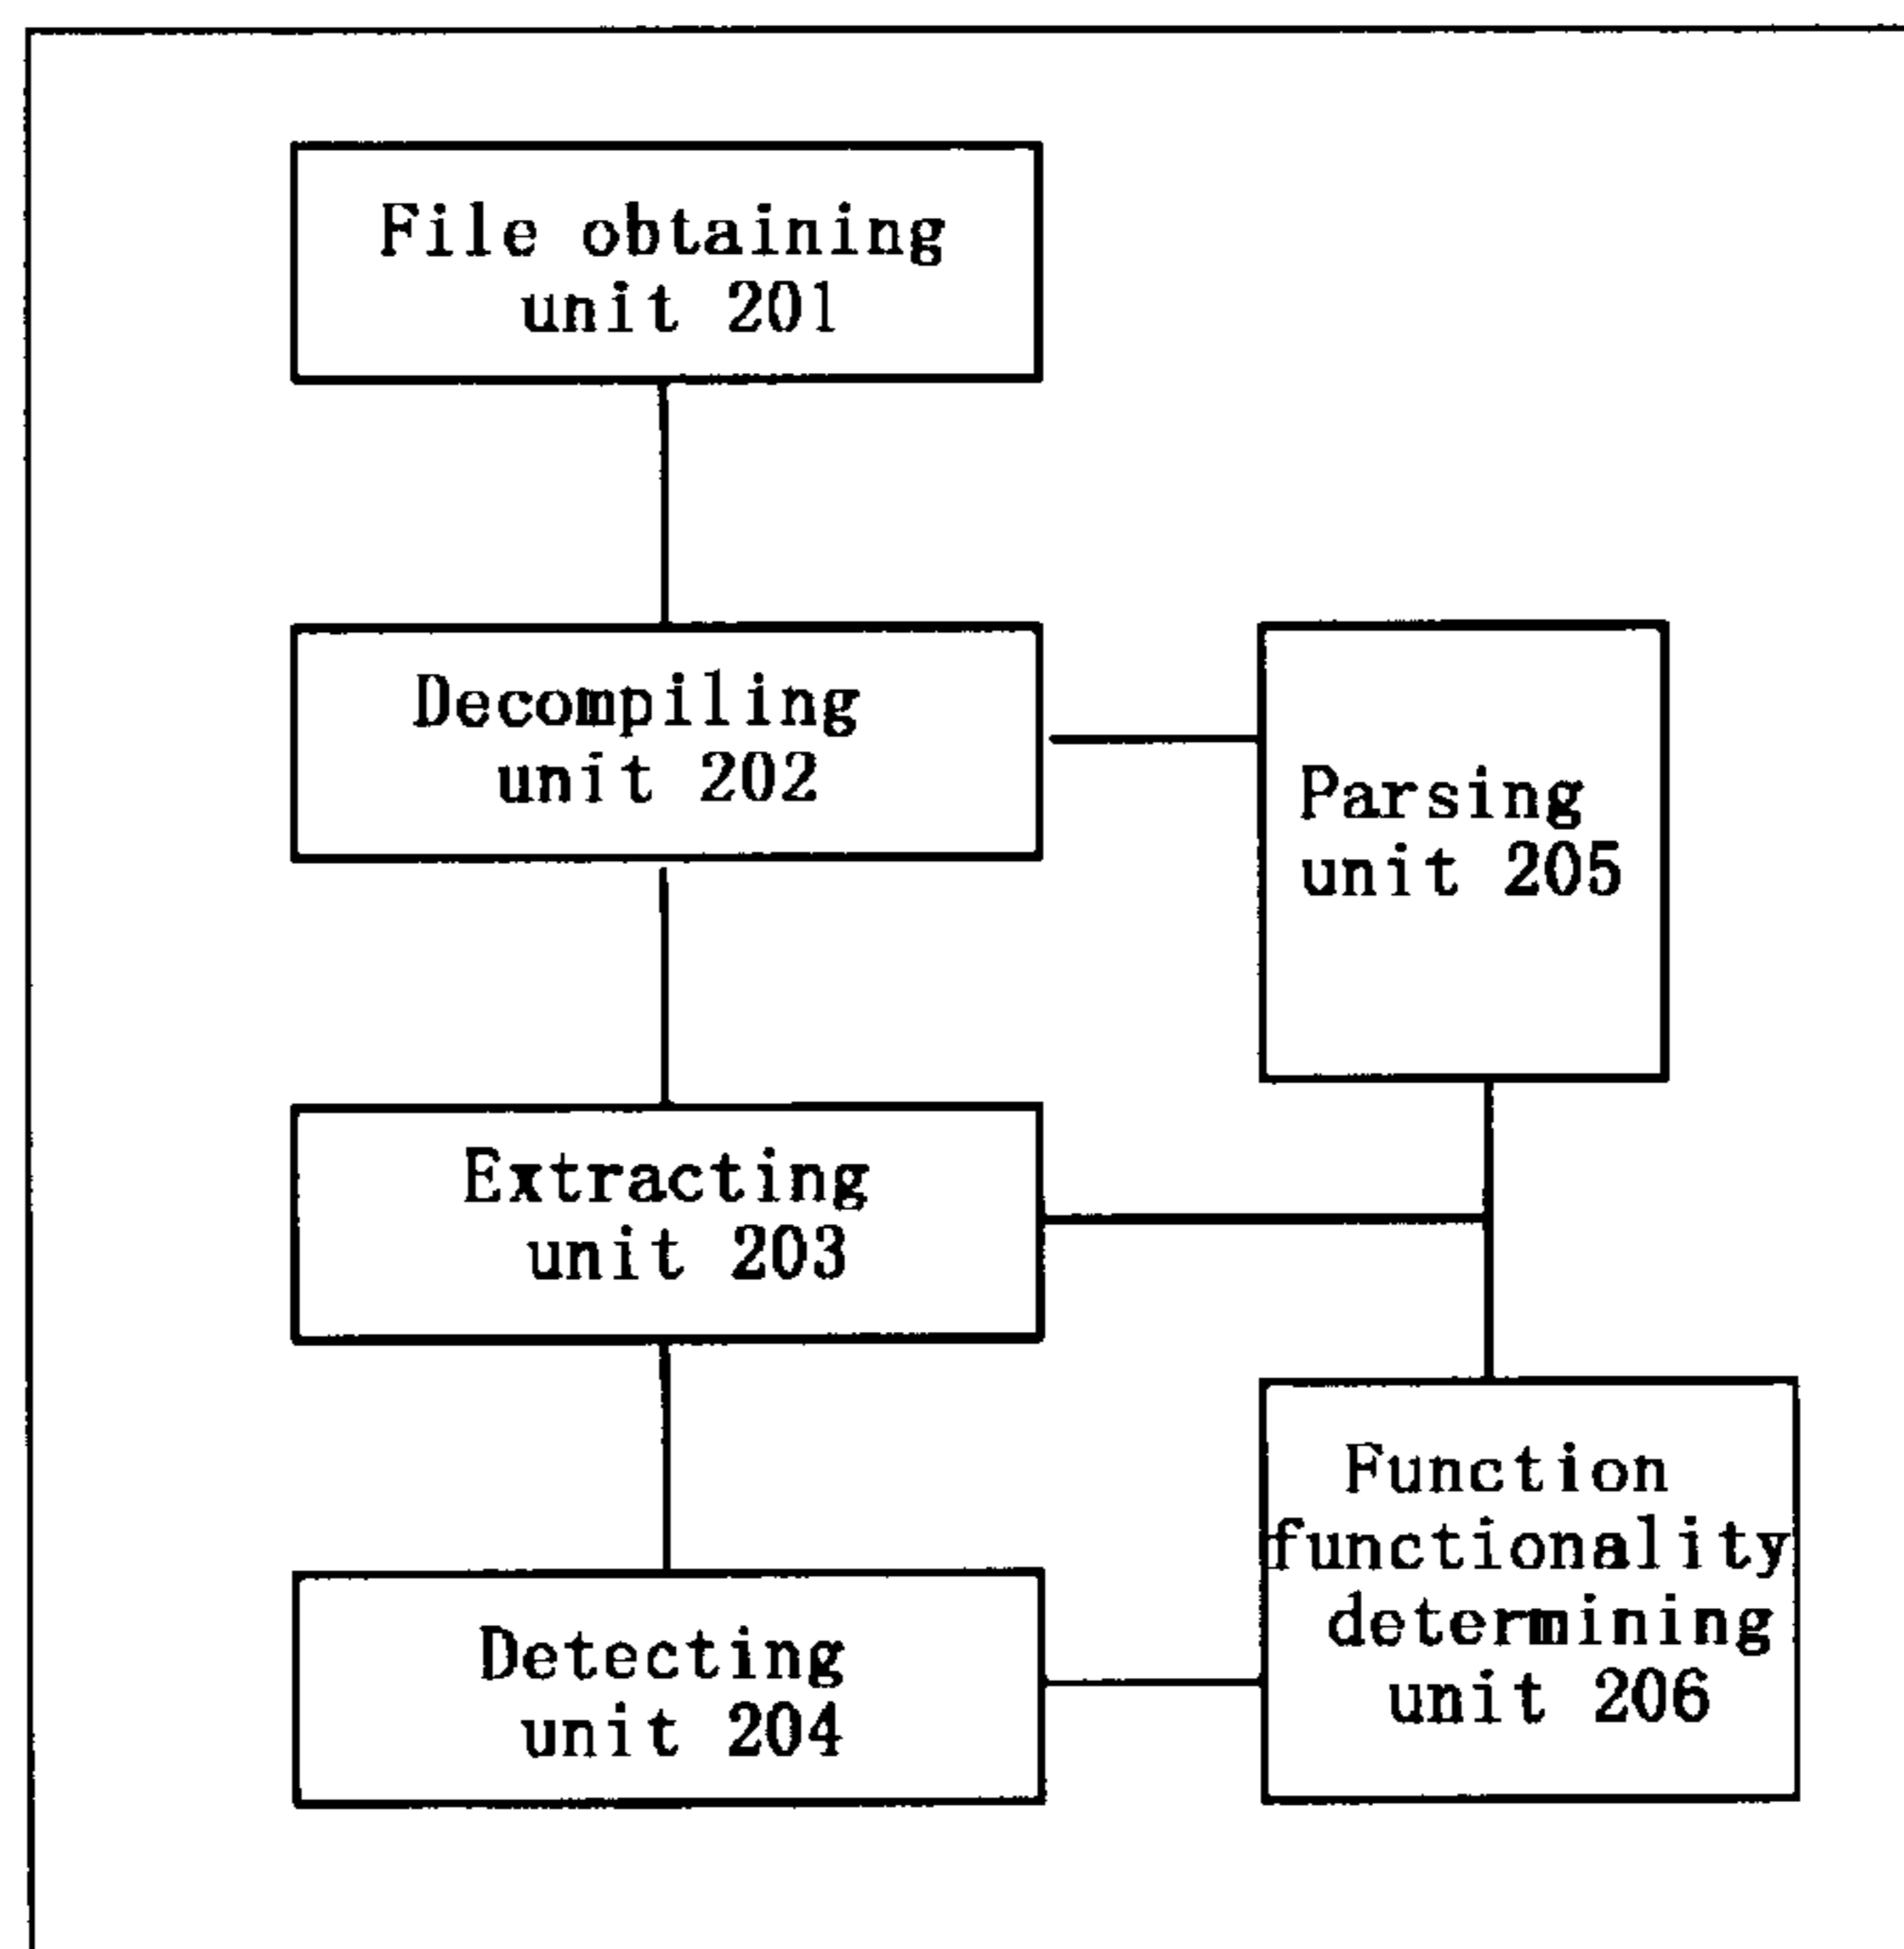 File obtaining
unit 201
Decompiling
unit 202
Parsing
unit 205
Extracting
unit 203
Function
functionality
determining
unit 206
Detecting
unit 204